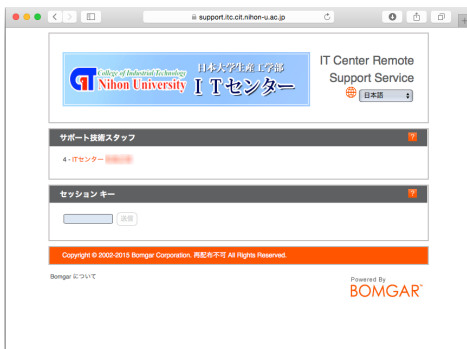 support.itc.cit.nihon-u.ac.jp
College of Industrial Technology
Nihon University
日本大学生産工学部
ITセンター
IT Center Remote
Support Service
日本語
サポート技術スタッフ
?
4 - ITセンター
セッション キー
?
送信
Copyright © 2002-2015 Bomgar Corporation. 再配布不可 All Rights Reserved.
Bomgar について
Powered By
BOMGAR